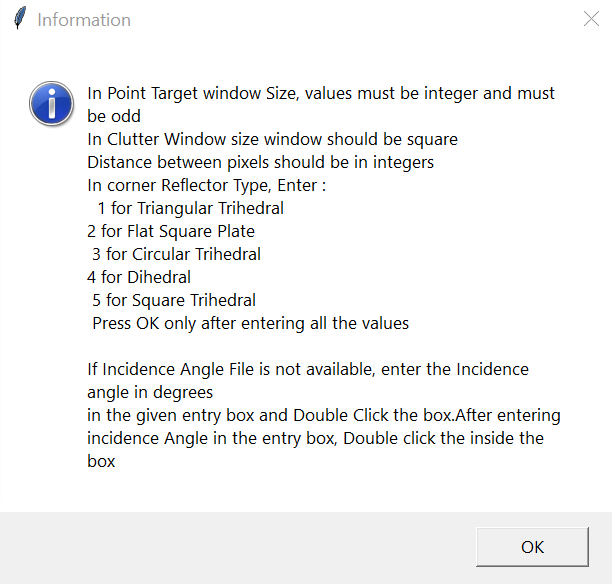 Information
In Point Target window Size, values must be integer and must
be odd
In Clutter Window size window should be square
Distance between pixels should be in integers
In corner Reflector Type, Enter :
1 for Triangular Trihedral
2 for Flat Square Plate
3 for Circular Trihedral
4 for Dihedral
5 for Square Trihedral
Press OK only after entering all the values
If Incidence Angle File is not available, enter the Incidence
angle in degrees
in the given entry box and Double Click the box.After entering
incidence Angle in the entry box, Double click the inside the
box
OK